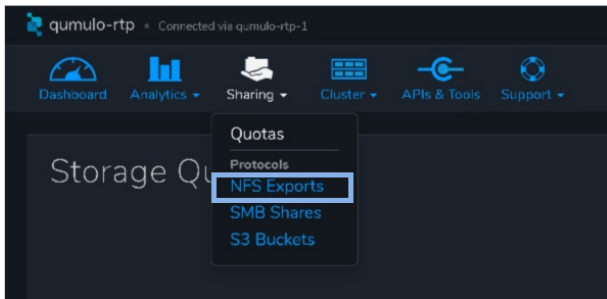 qumulo-rtp • Connected via qumulo-rtp-1
Dashboard Analytics Sharing Cluster APIs & Tools Support
Quotas
Storage Qu
Protocols
NFS Exports
SMB Shares
S3 Buckets